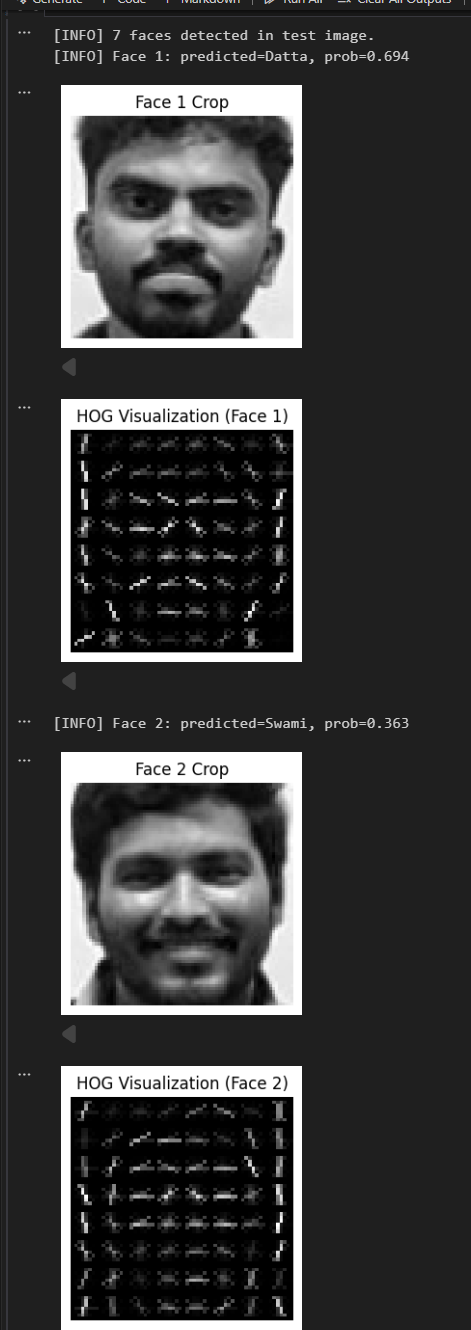 Generate + Code + Markdown Run All Clear All Outputs
[INFO] 7 faces detected in test image.
[INFO] Face 1: predicted=Datta, prob=0.694
Face 1 Crop
HOG Visualization (Face 1)
[INFO] Face 2: predicted=Swami, prob=0.363
Face 2 Crop
HOG Visualization (Face 2)